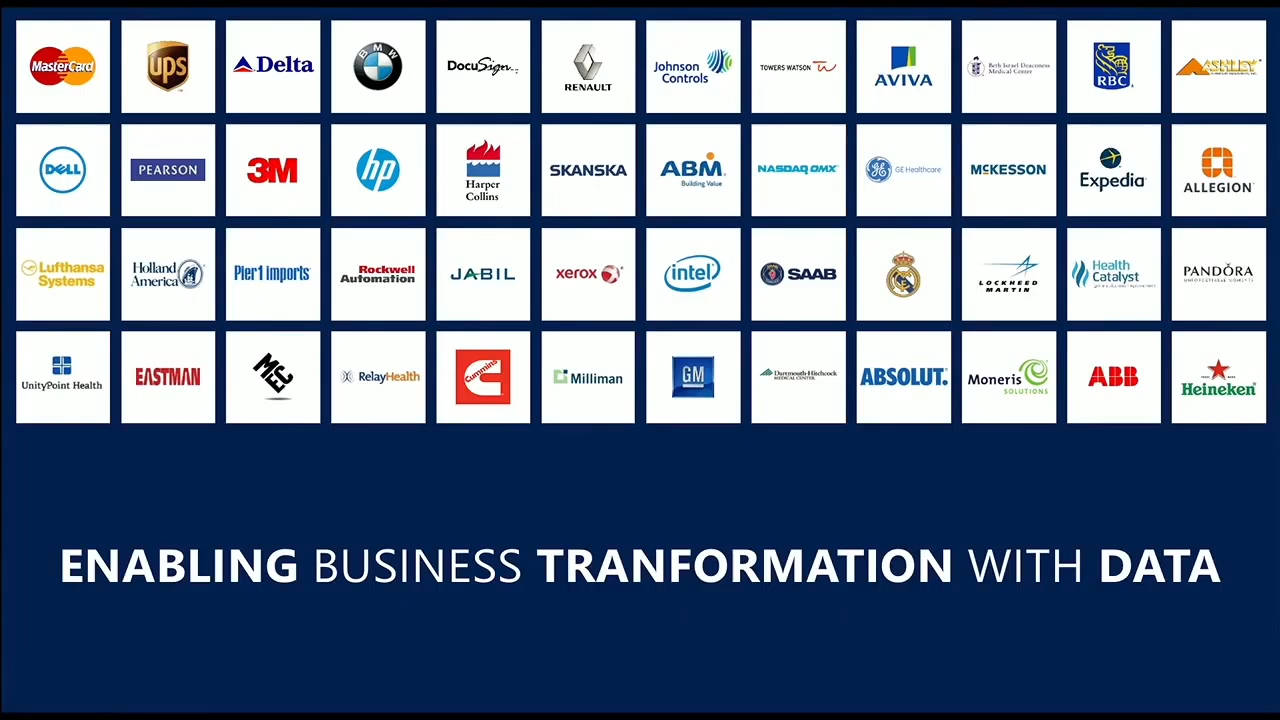 MasterCard
ups
Delta
BMW
DocuSign
RENAULT
Johnson
Controls
TOWERS WATSON
AVIVA
Beth Israel Deaconess
Medical Center
RBC
ASHLEY
DELL
PEARSON
3M
hp
Harper
Collins
SKANSKA
ABM
Building Value
NASDAQ OMX
GE Healthcare
McKESSON
Expedia
ALLEGION
Lufthansa
Systems
Holland
America
Pier 1 imports
Rockwell
Automation
JABIL
xerox
intel
SAAB
LOCKHEED
MARTIN
Health
Catalyst
PANDÖRA
UNFORGETTABLE MOMENTS
UnityPoint Health
EASTMAN
MEC
RelayHealth
Cummins
Milliman
GM
Dartmouth-Hitchcock
MEDICAL CENTER
ABSOLUT.
Moneris
SOLUTIONS
ABB
Heineken
ENABLING BUSINESS TRANFORMATION WITH DATA